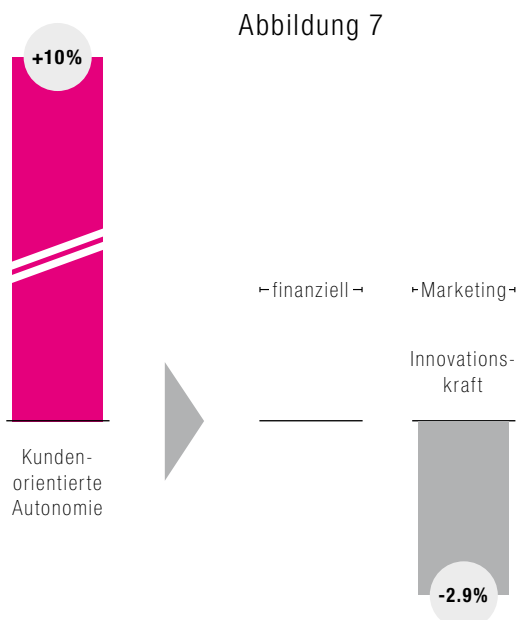 Abbildung 7
+10%
finanziell
Marketing
Innovations-
kraft
Kunden-
orientierte
Autonomie
-2.9%